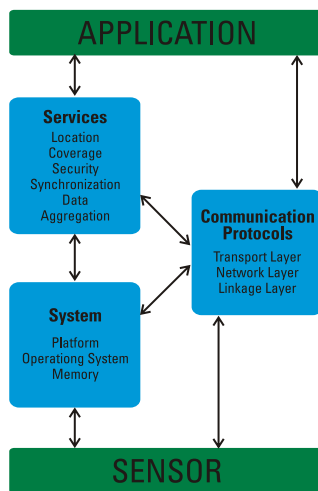 APPLICATION
Services
Location
Coverage
Security
Synchronization
Data
Aggregation
Communication
Protocols
Transport Layer
Network Layer
Linkage Layer
System
Platform
Operationg System
Memory
SENSOR